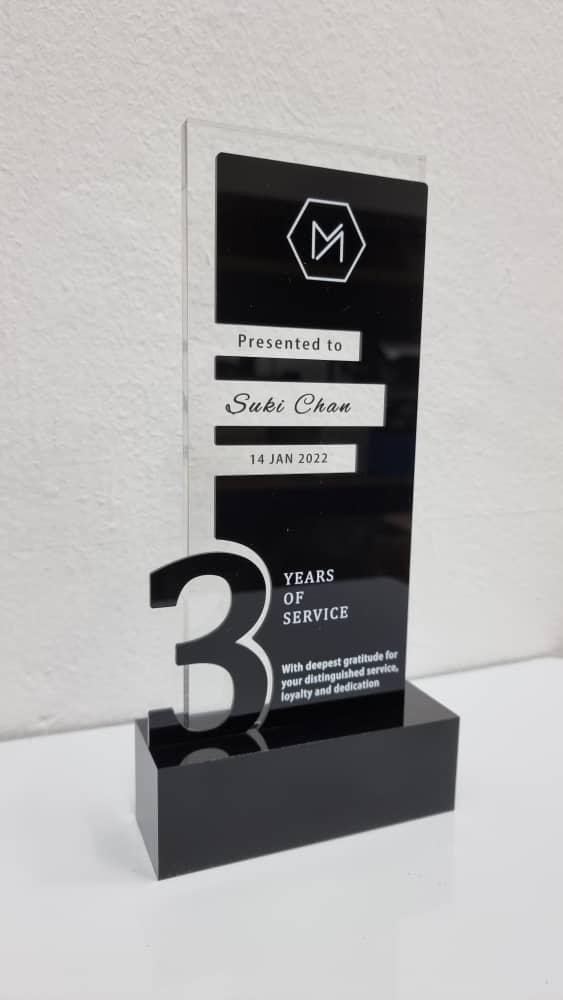 M
Presented to
Suki Chan
14 JAN 2022
3
YEARS
OF
SERVICE
With deepest gratitude for
your distinguished service,
loyalty and dedication